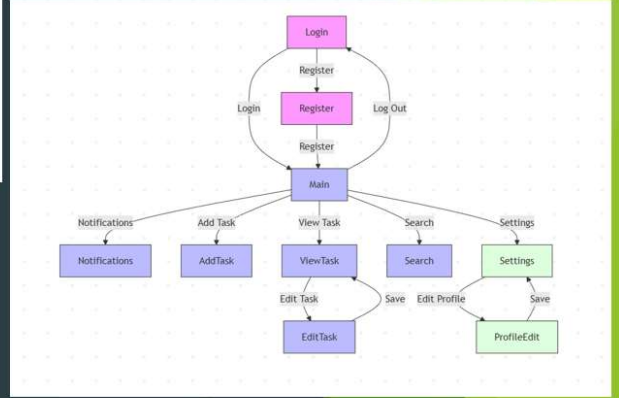 Login
Register
Login
Register
Log Out
Register
Main
Notifications
Add Task
View Task
Search
Settings
Notifications
AddTask
ViewTask
Search
Settings
Edit Task
Save
Edit Profile
Save
EditTask
ProfileEdit